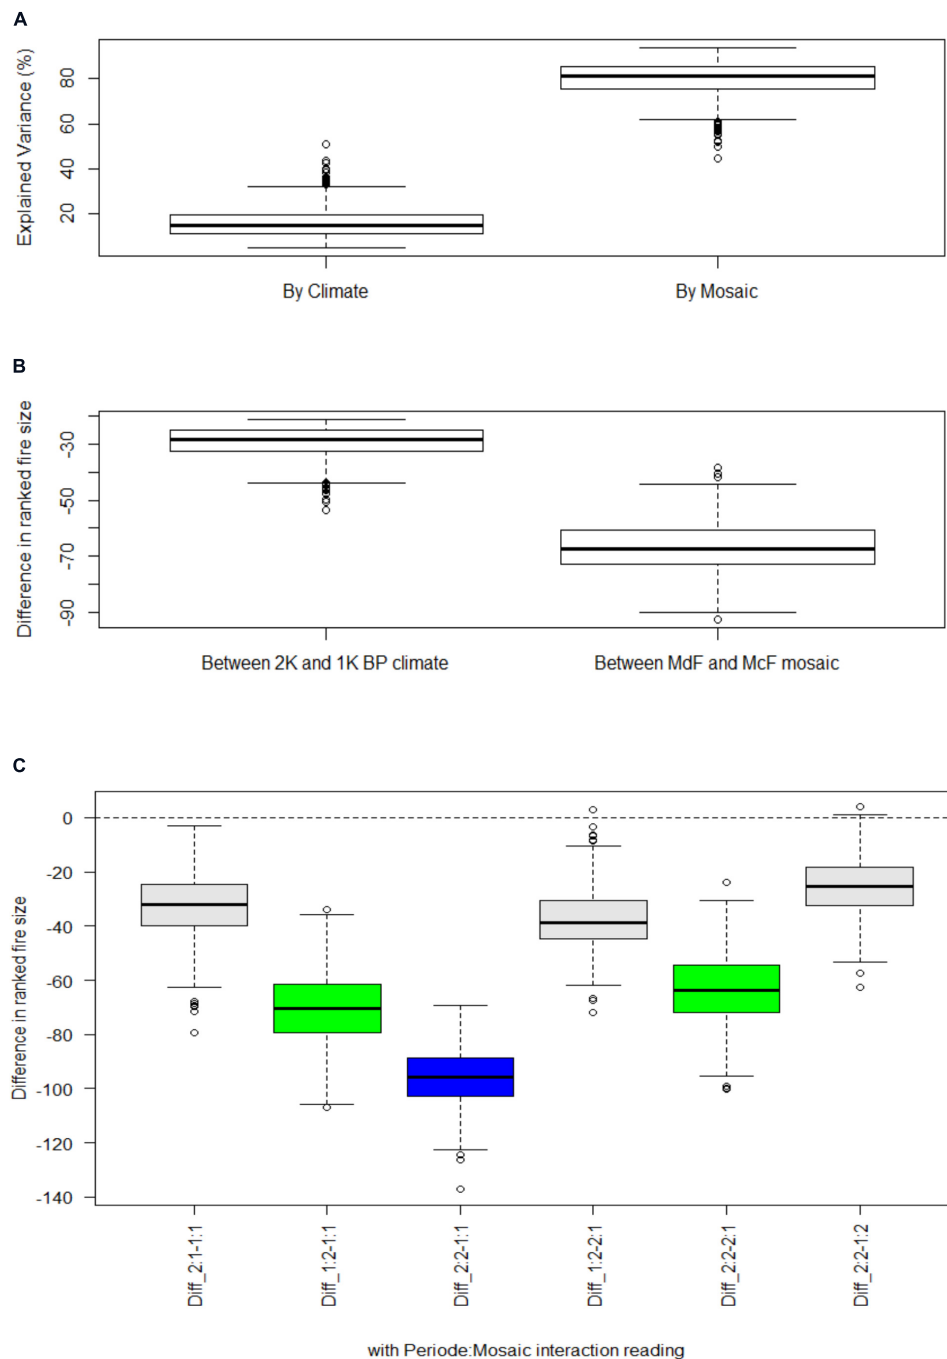 A
Explained Variance (%)
80
60
40
20
By Climate
By Mosaic
B
Difference in ranked fire size
-30
-50
-70
-90
Between 2K and 1K BP climate
Between MdF and McF mosaic
C
Difference in ranked fire size
0
-20
-40
-60
-80
-100
-120
-140
Diff_2:1-1:1
Diff_1:2-1:1
Diff_2:2-1:1
Diff_1:2-2:1
Diff_2:2-2:1
Diff_2:2-1:2
with Periode:Mosaic interaction reading